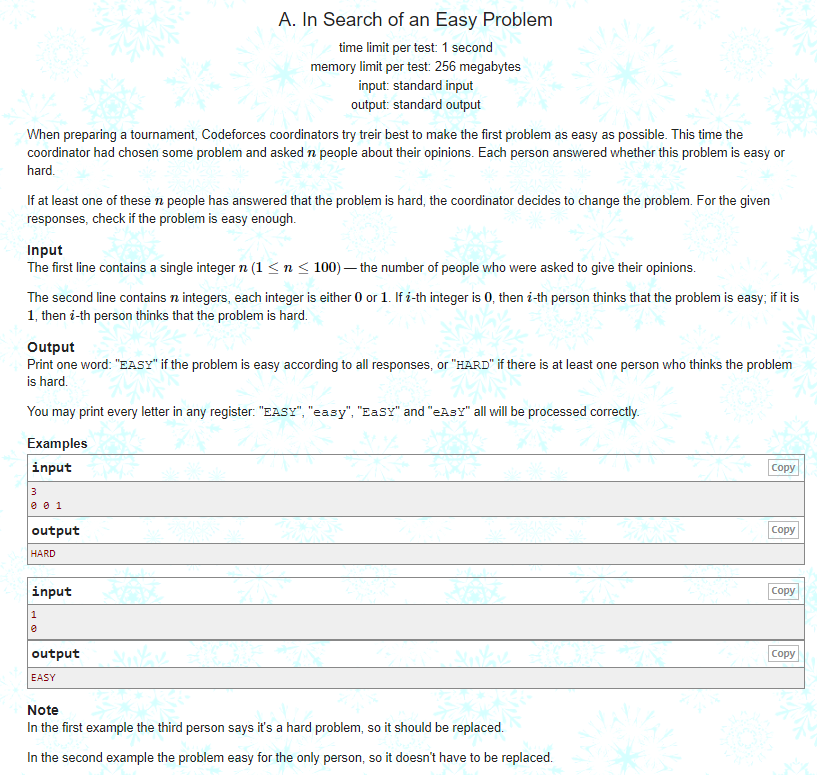 A. In Search of an Easy Problem
time limit per test: 1 second
memory limit per test: 256 megabytes
input: standard input
output: standard output
When preparing a tournament, Codeforces coordinators try treir best to make the first problem as easy as possible. This time the
coordinator had chosen some problem and asked n people about their opinions. Each person answered whether this problem is easy or
hard.
If at least one of these n people has answered that the problem is hard, the coordinator decides to change the problem. For the given
responses, check if the problem is easy enough.
Input
The first line contains a single integer n (1 ≤ n ≤ 100) — the number of people who were asked to give their opinions.
The second line contains n integers, each integer is either 0 or 1. If i-th integer is 0, then i-th person thinks that the problem is easy; if it is
1, then i-th person thinks that the problem is hard.
Output
Print one word: "EASY" if the problem is easy according to all responses, or "HARD" if there is at least one person who thinks the problem
is hard.
You may print every letter in any register: "EASY", "easy", "EaSY" and "eAsY" all will be processed correctly.
Examples
input Copy
3
0 0 1
output Copy
HARD
input Copy
1
0
output Copy
EASY
Note
In the first example the third person says it's a hard problem, so it should be replaced.
In the second example the problem easy for the only person, so it doesn't have to be replaced.